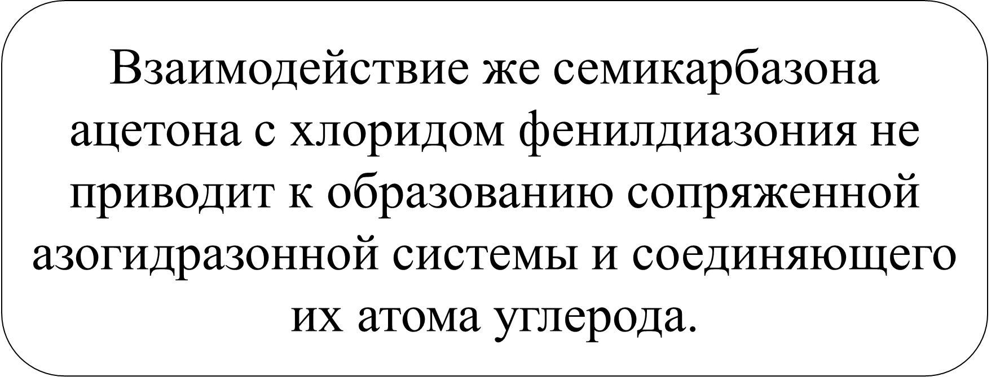 Взаимодействие же семикарбазона
ацетона с хлоридом фенилдиазония не
приводит к образованию сопряженной
азогидразонной системы и соединяющего
их атома углерода.